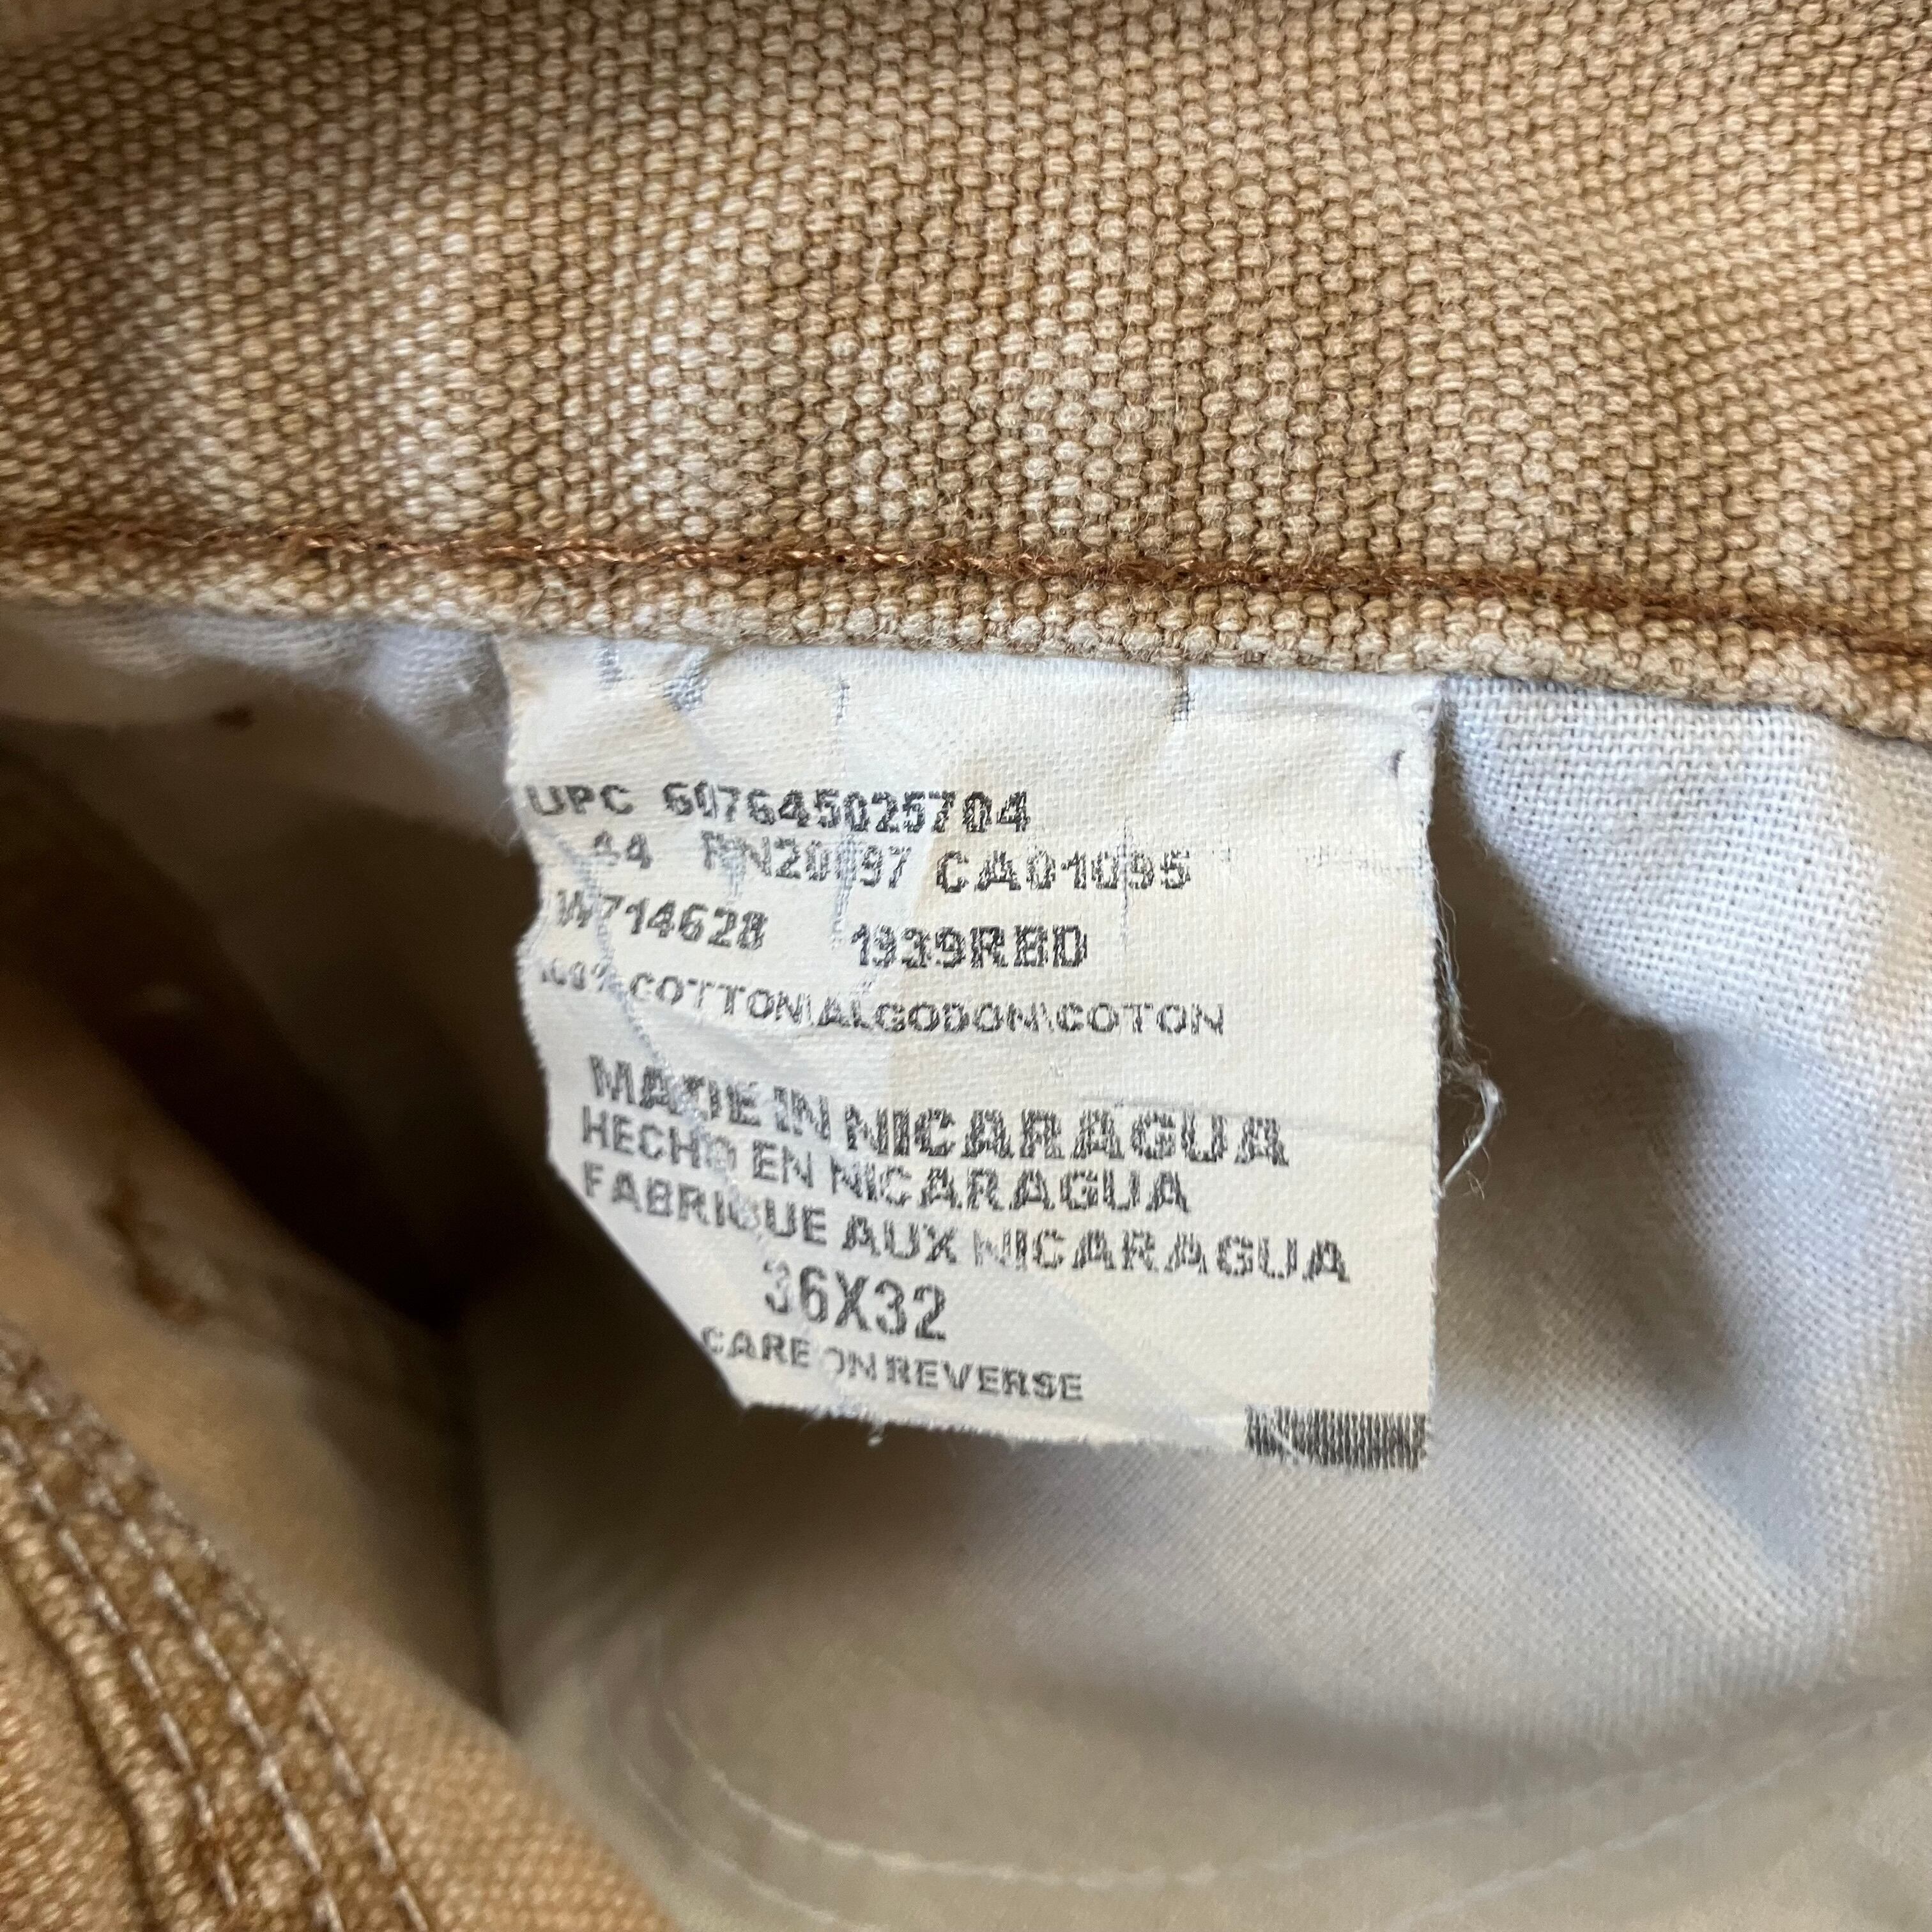 UPC 607645025704
44 RN20697 CA01095
W714628 1939RBD
100% COTTON\ALGODON\COTON
MADE IN NICARAGUA
HECHO EN NICARAGUA
FABRIQUE AUX NICARAGUA
36X32
CARE ON REVERSE